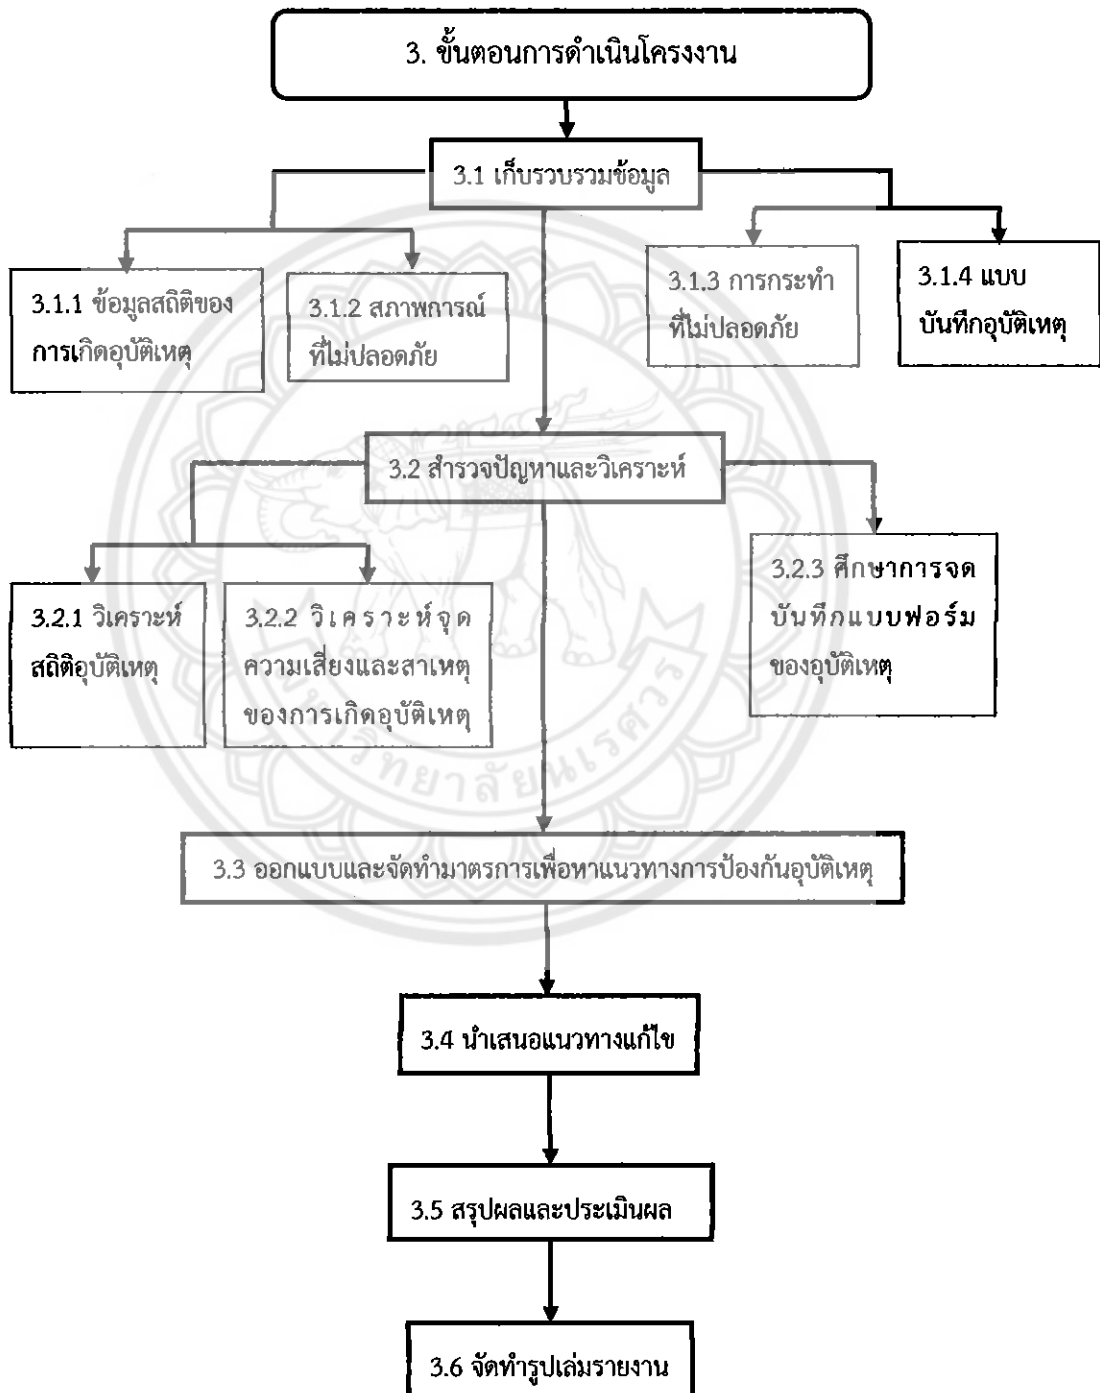 3. ขั้นตอนการดำเนินโครงงาน
3.1 เก็บรวบรวมข้อมูล
3.1.1 ข้อมูลสถิติของ
การเกิดอุบัติเหตุ
3.1.2 สภาพการณ์
ที่ไม่ปลอดภัย
3.1.3 การกระทำ
ที่ไม่ปลอดภัย
3.1.4 แบบ
บันทึกอุบัติเหตุ
3.2 สำรวจปัญหาและวิเคราะห์
3.2.1 วิเคราะห์
สถิติอุบัติเหตุ
3.2.2 วิเคราะห์จุด
ความเสี่ยงและสาเหตุ
ของการเกิดอุบัติเหตุ
3.2.3 ศึกษาการจด
บันทึกแบบฟอร์ม
ของอุบัติเหตุ
มหาวิทยาลัยนเรศวร
3.3 ออกแบบและจัดทำมาตรการเพื่อหาแนวทางการป้องกันอุบัติเหตุ
3.4 นำเสนอแนวทางแก้ไข
3.5 สรุปผลและประเมินผล
3.6 จัดทำรูปเล่มรายงาน